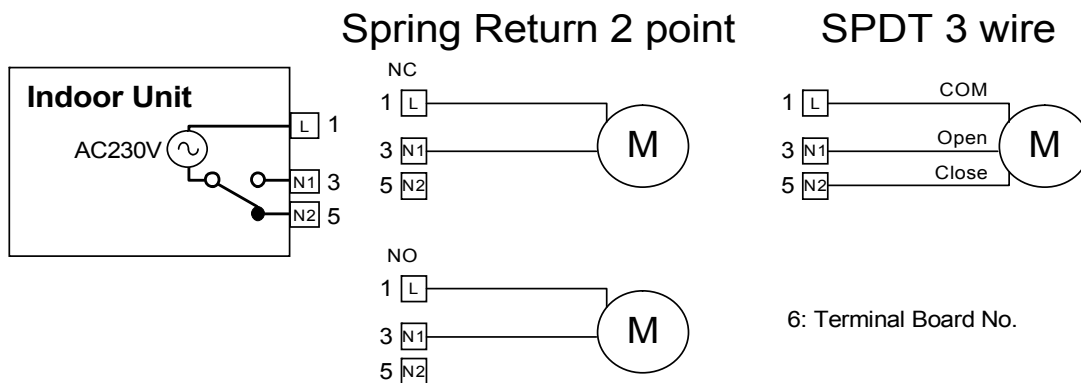 Spring Return 2 point
SPDT 3 wire
Indoor Unit
AC230V
L 1
N1 3
N2 5
NC
1 L
3 N1
5 N2
M
NO
1 L
3 N1
5 N2
M
1 L COM
3 N1 Open
5 N2 Close
M
6: Terminal Board No.